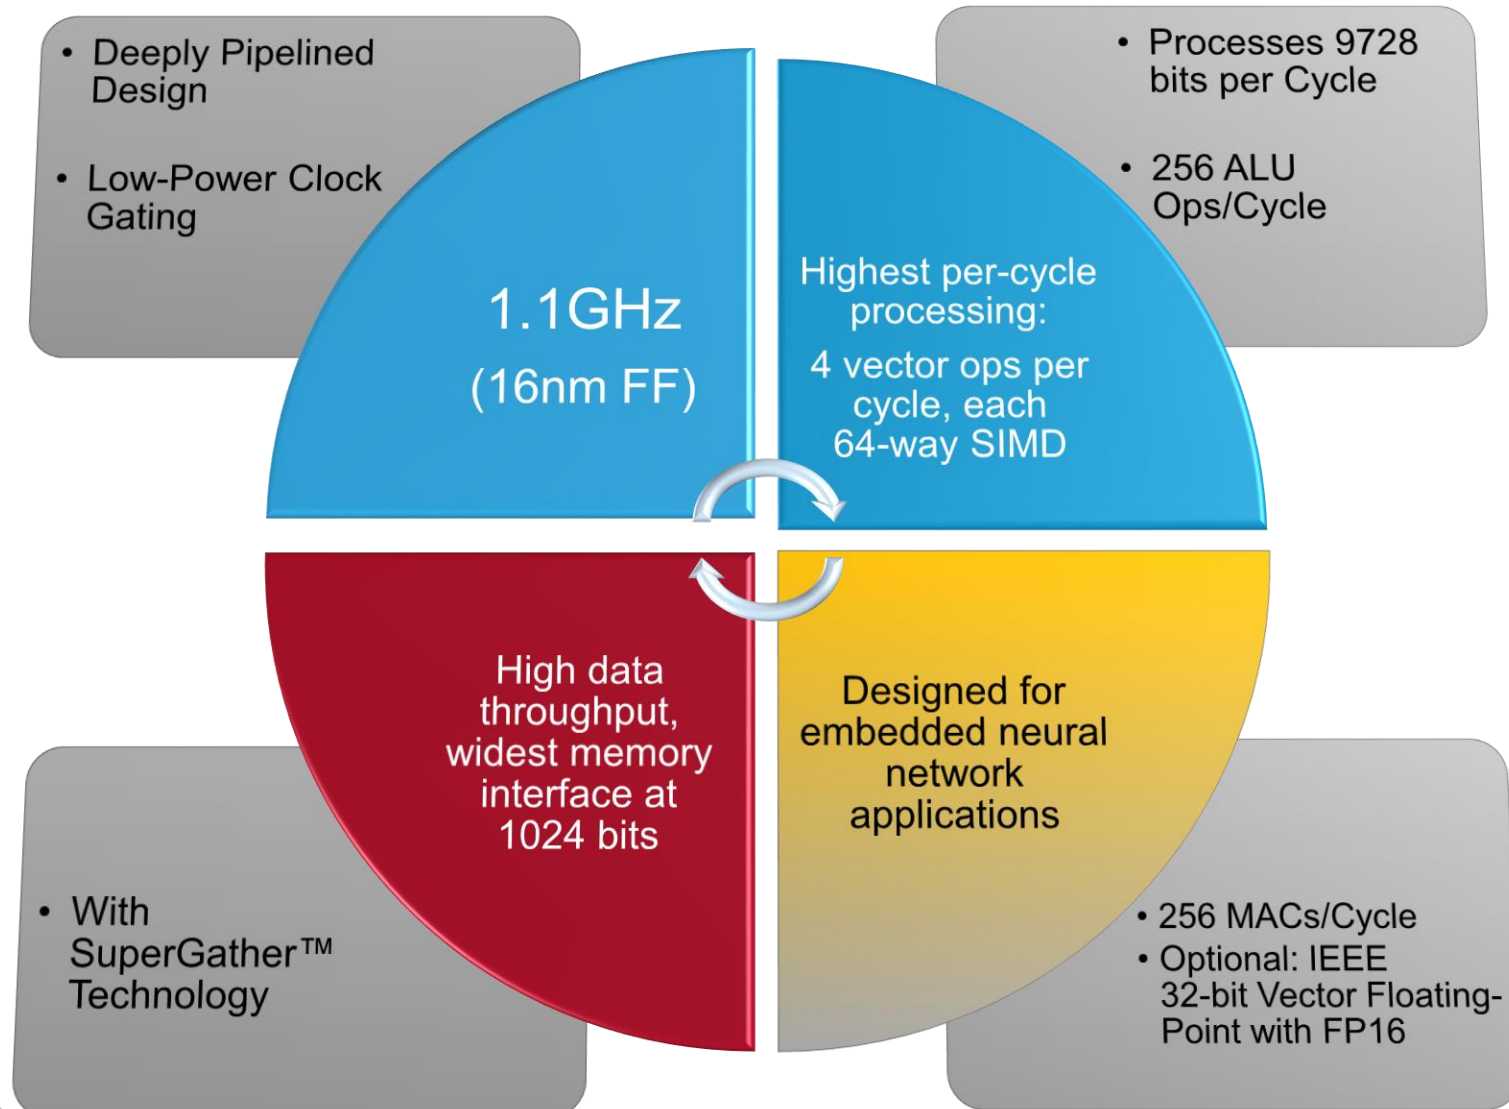 • Deeply Pipelined
Design
• Low-Power Clock
Gating
1.1GHz
(16nm FF)
• Processes 9728
bits per Cycle
• 256 ALU
Ops/Cycle
Highest per-cycle
processing:
4 vector ops per
cycle, each
64-way SIMD
High data
throughput,
widest memory
interface at
1024 bits
• With
SuperGather™
Technology
Designed for
embedded neural
network
applications
• 256 MACs/Cycle
• Optional: IEEE
32-bit Vector Floating-
Point with FP16